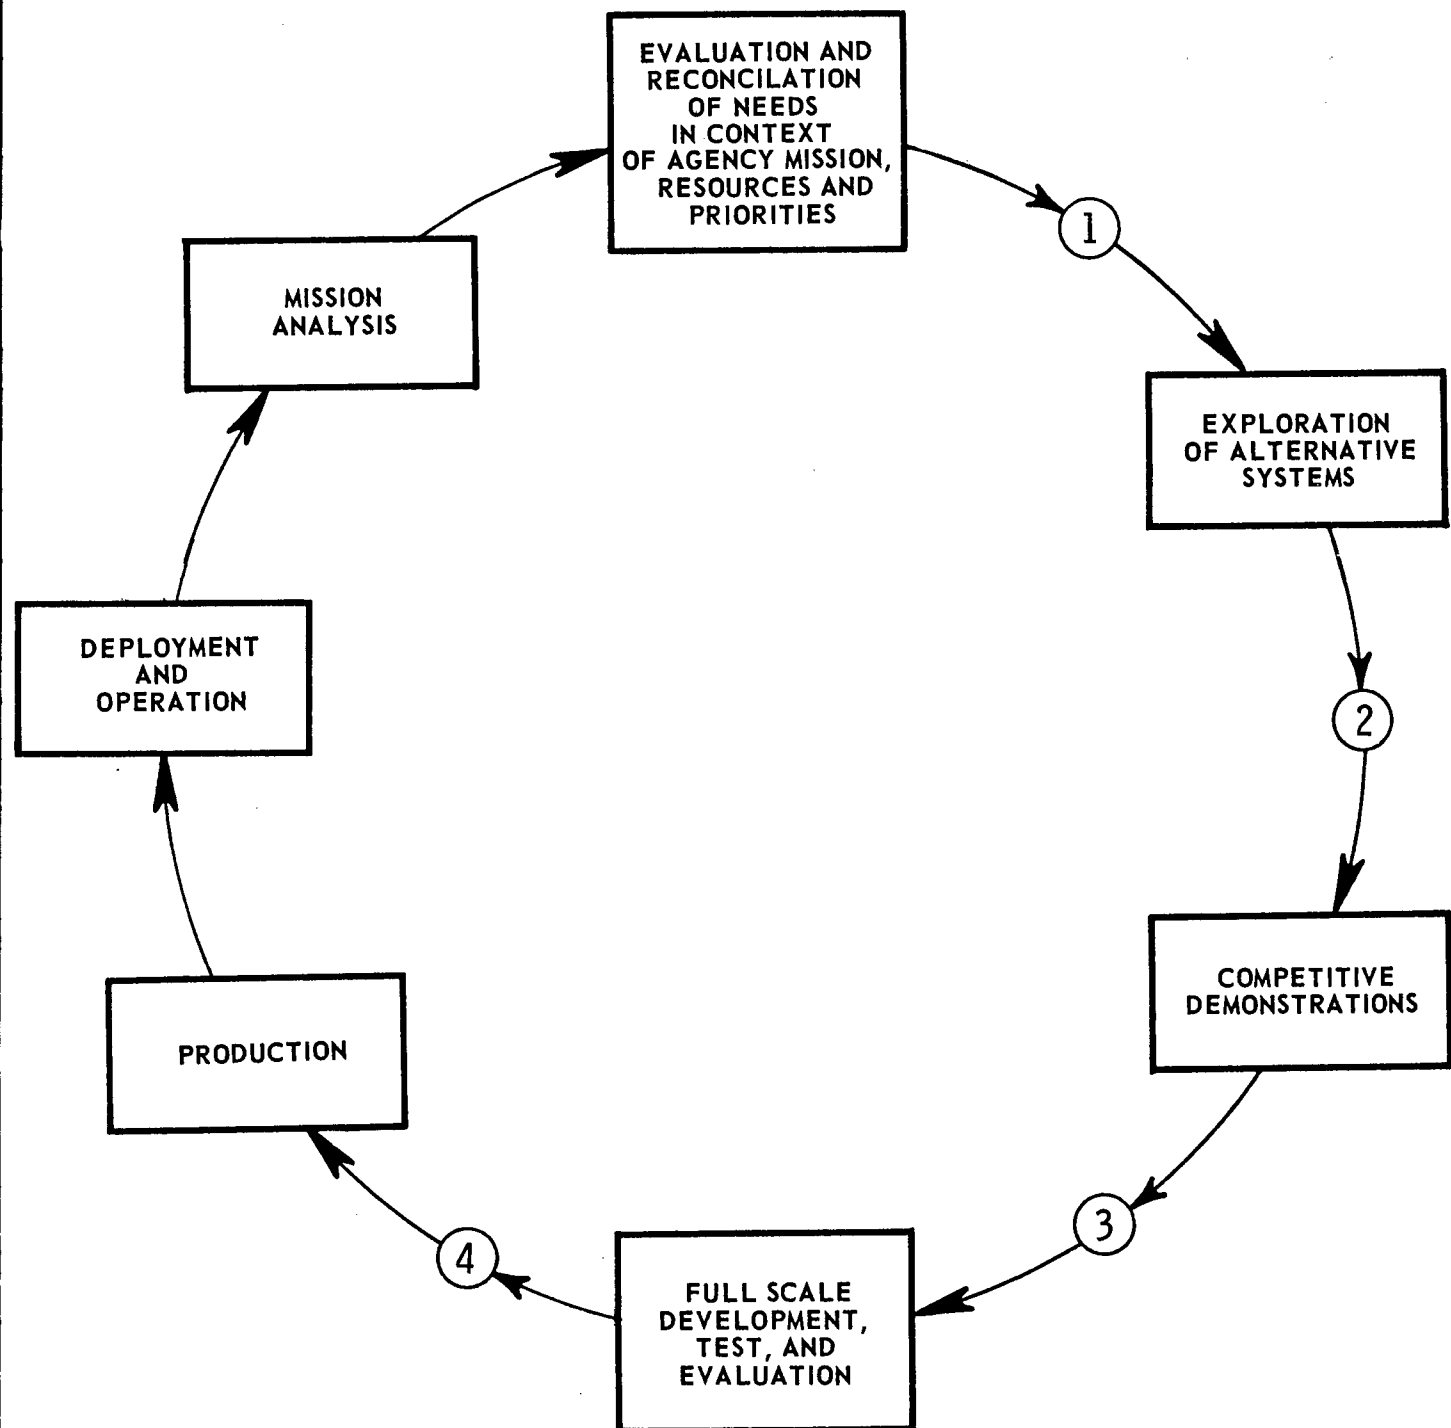 EVALUATION AND
RECONCILATION
OF NEEDS
IN CONTEXT
OF AGENCY MISSION,
RESOURCES AND
PRIORITIES
1
MISSION
ANALYSIS
EXPLORATION
OF ALTERNATIVE
SYSTEMS
2
DEPLOYMENT
AND
OPERATION
COMPETITIVE
DEMONSTRATIONS
PRODUCTION
3
4
FULL SCALE
DEVELOPMENT,
TEST, AND
EVALUATION